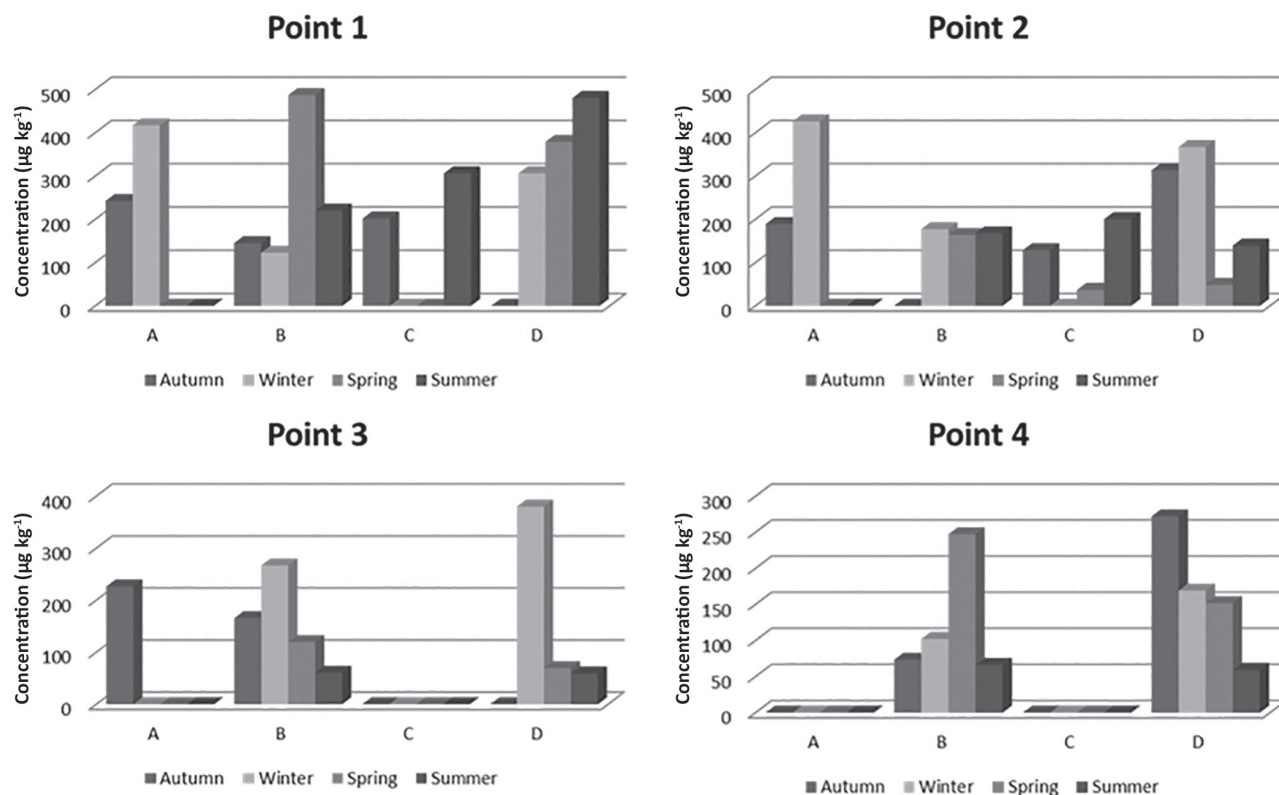 Point 1
Concentration (µg kg⁻¹)
500
400
300
200
100
0
A B C D
Autumn Winter Spring Summer
Point 2
Concentration (µg kg⁻¹)
500
400
300
200
100
0
A B C D
Autumn Winter Spring Summer
Point 3
Concentration (µg kg⁻¹)
400
300
200
100
0
A B C D
Autumn Winter Spring Summer
Point 4
Concentration (µg kg⁻¹)
300
250
200
150
100
50
0
A B C D
Autumn Winter Spring Summer